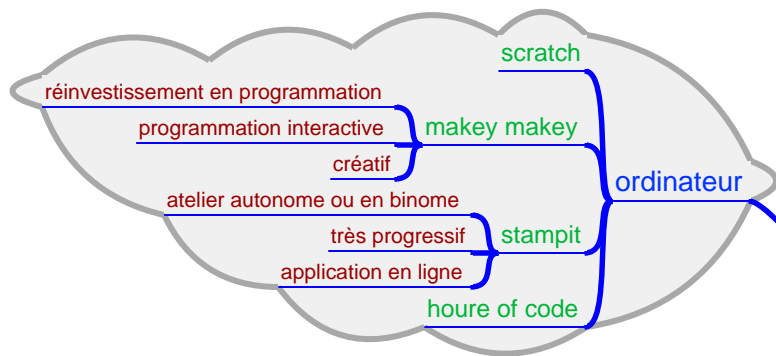 scratch
réinvestissement en programmation
programmation interactive
makey makey
créatif
ordinateur
atelier autonome ou en binome
très progressif
stampit
application en ligne
houre of code